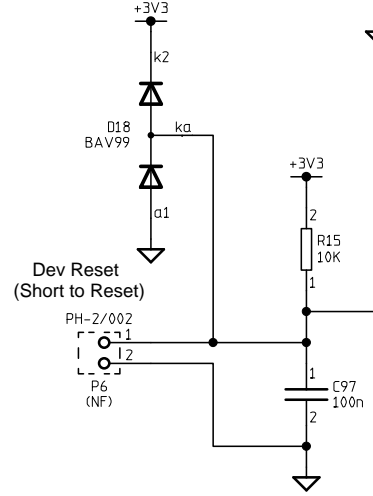 +3V3
k2
D18
BAV99
ka
a1
+3V3
2
R15
10K
1
Dev Reset
(Short to Reset)
PH-2/002
1
2
P6
(NF)
1
C97
100n
2